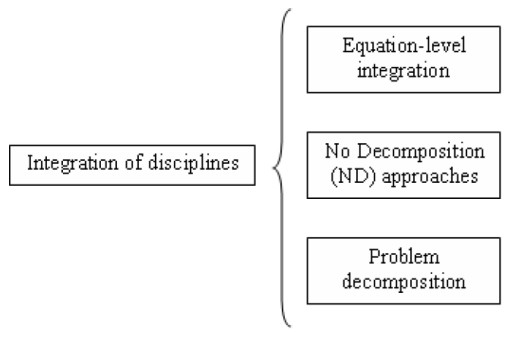 Equation-level
integration
Integration of disciplines
No Decomposition
(ND) approaches
Problem
decomposition